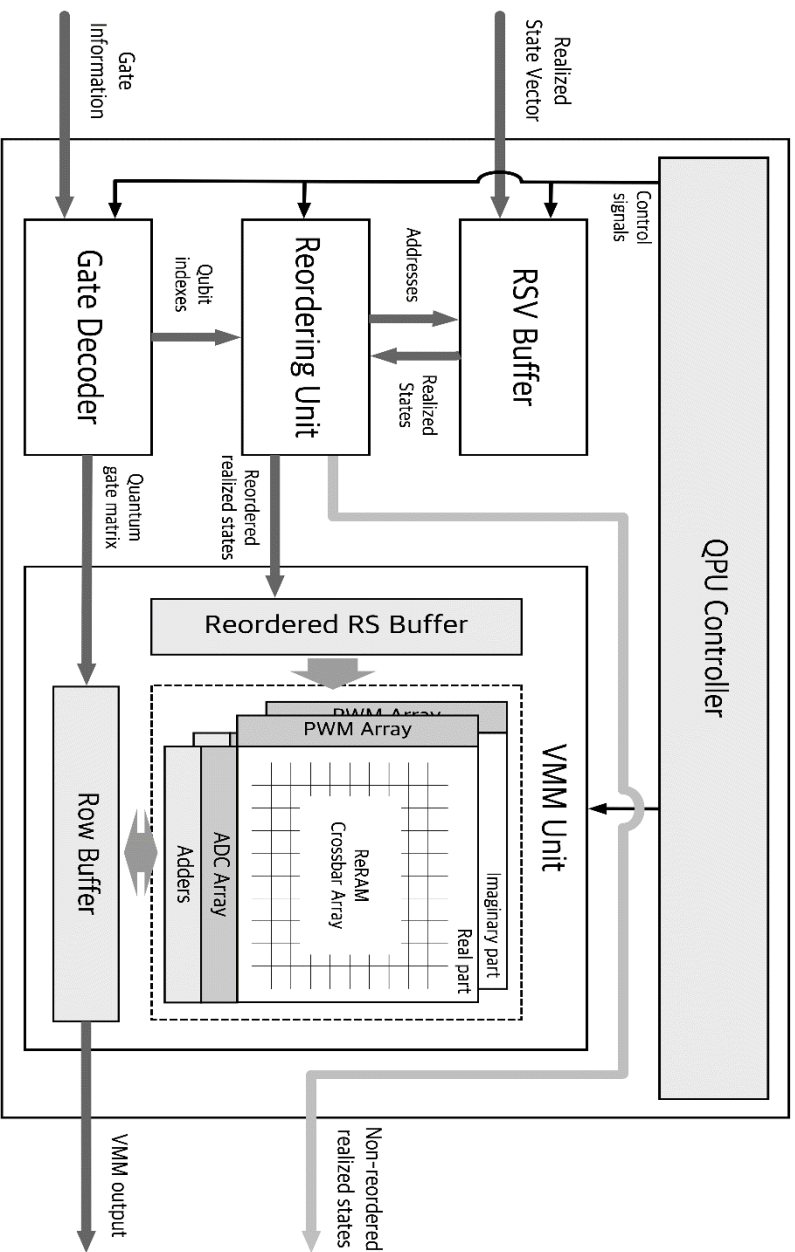 QPU Controller
Control
signals
Realized
State Vector
RSV Buffer
Addresses
Realized
States
Reordering Unit
Qubit
indexes
Gate
Information
Gate Decoder
Reordered
realized states
Quantum
gate matrix
VMM Unit
Reordered RS Buffer
PWM Array
PWM Array
Imaginary part
Real part
ReRAM
Crossbar Array
ADC Array
Adders
Row Buffer
Non-reordered
realized states
VMM output